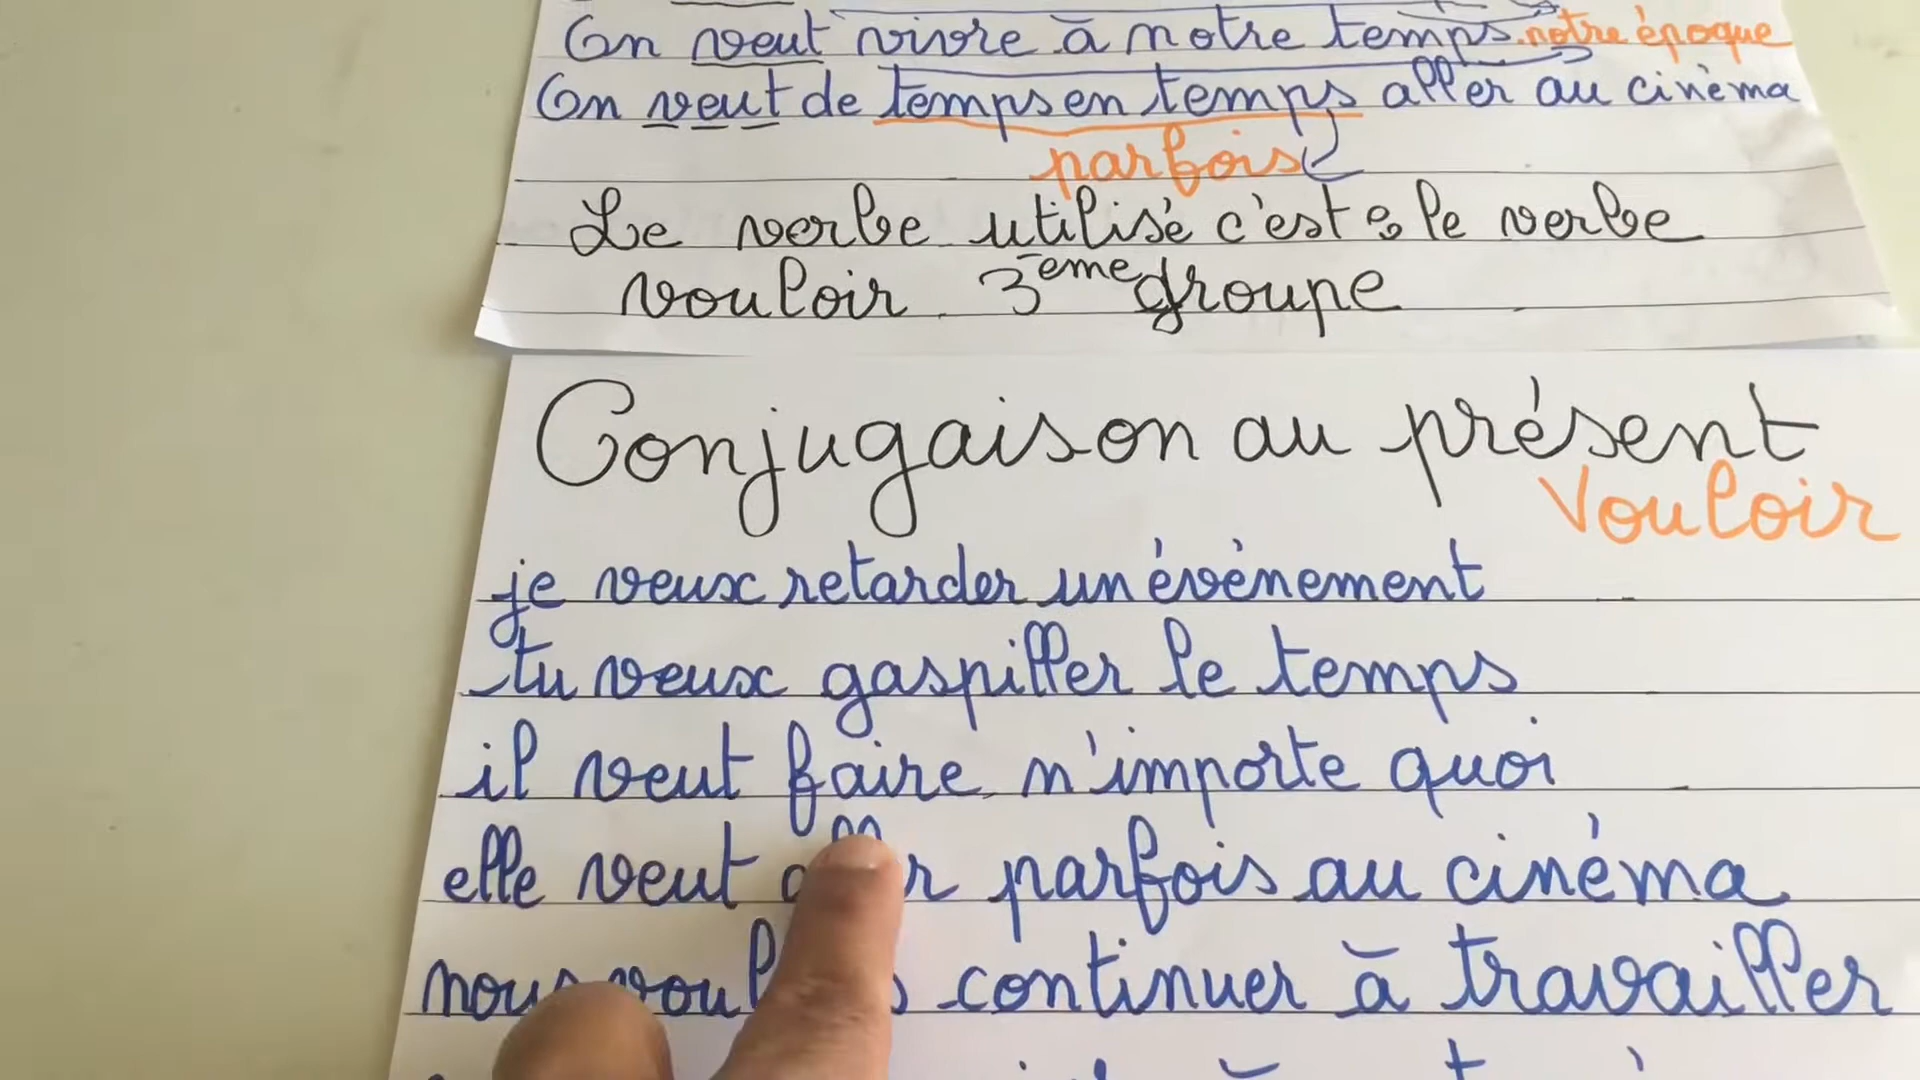 On veut vivre à notre temps. notre époque
On veut de temps en temps aller au cinéma
parfois
Le verbe utilisé c'est : le verbe
vouloir 3ème groupe
Conjugaison au présent
Vouloir
je veux retarder un évènement
tu veux gaspiller le temps
il veut faire n'importe quoi
elle veut parfois au cinéma
continuer à travailler